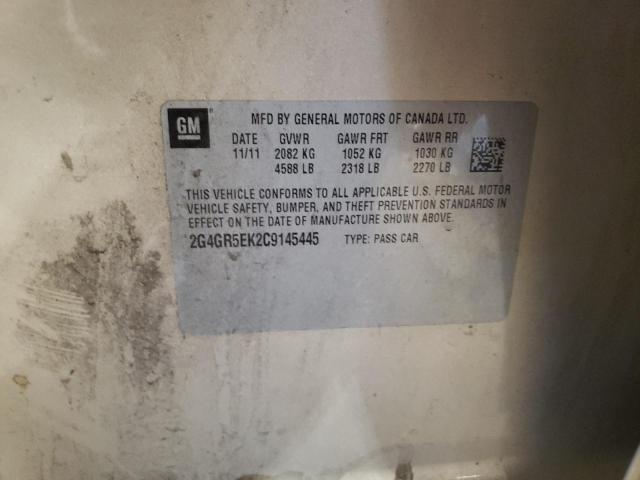 GM
MFD BY GENERAL MOTORS OF CANADA LTD.
DATE GVWR GAWR FRT GAWR RR
11/11 2082 KG 1052 KG 1030 KG
4588 LB 2318 LB 2270 LB
THIS VEHICLE CONFORMS TO ALL APPLICABLE U.S. FEDERAL MOTOR
VEHICLE SAFETY, BUMPER, AND THEFT PREVENTION STANDARDS IN
EFFECT ON THE DATE OF MANUFACTURE SHOWN ABOVE.
2G4GR5EK2C9145445 TYPE: PASS CAR